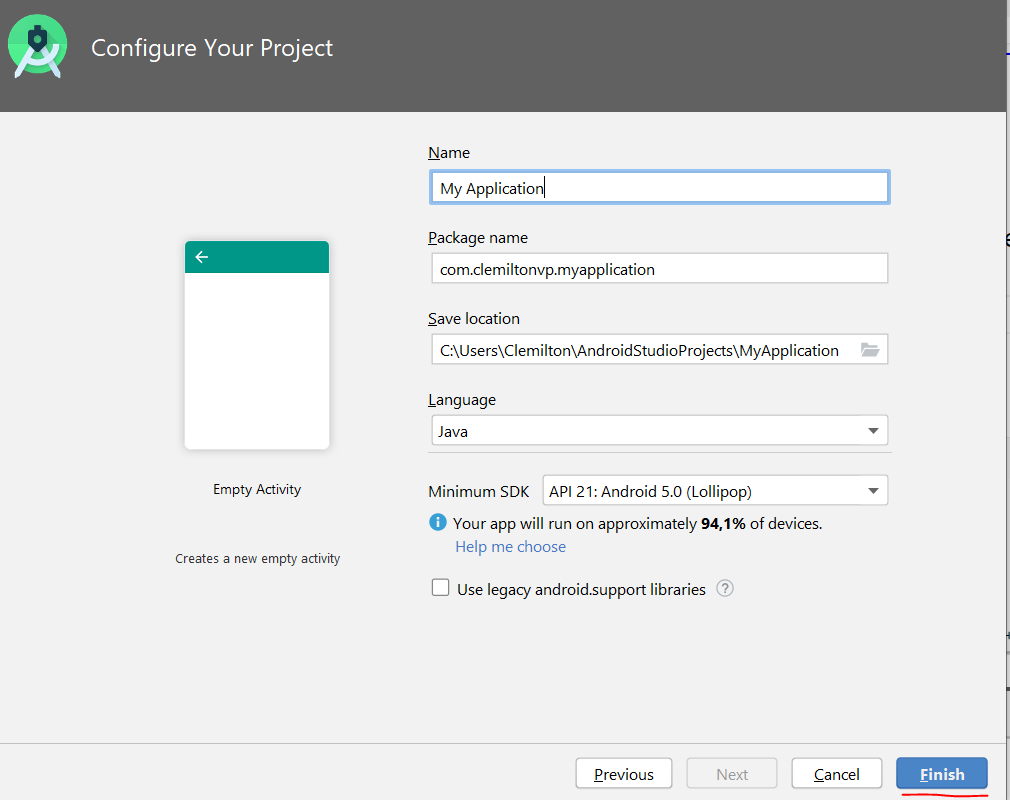 Configure Your Project
Name
My Application
Package name
com.clemiltonvp.myapplication
Save location
C:\Users\Clemilton\AndroidStudioProjects\MyApplication
Language
Java
Empty Activity
Minimum SDK API 21: Android 5.0 (Lollipop)
Your app will run on approximately 94,1% of devices.
Help me choose
Creates a new empty activity
Use legacy android.support libraries ?
Previous Next Cancel Finish